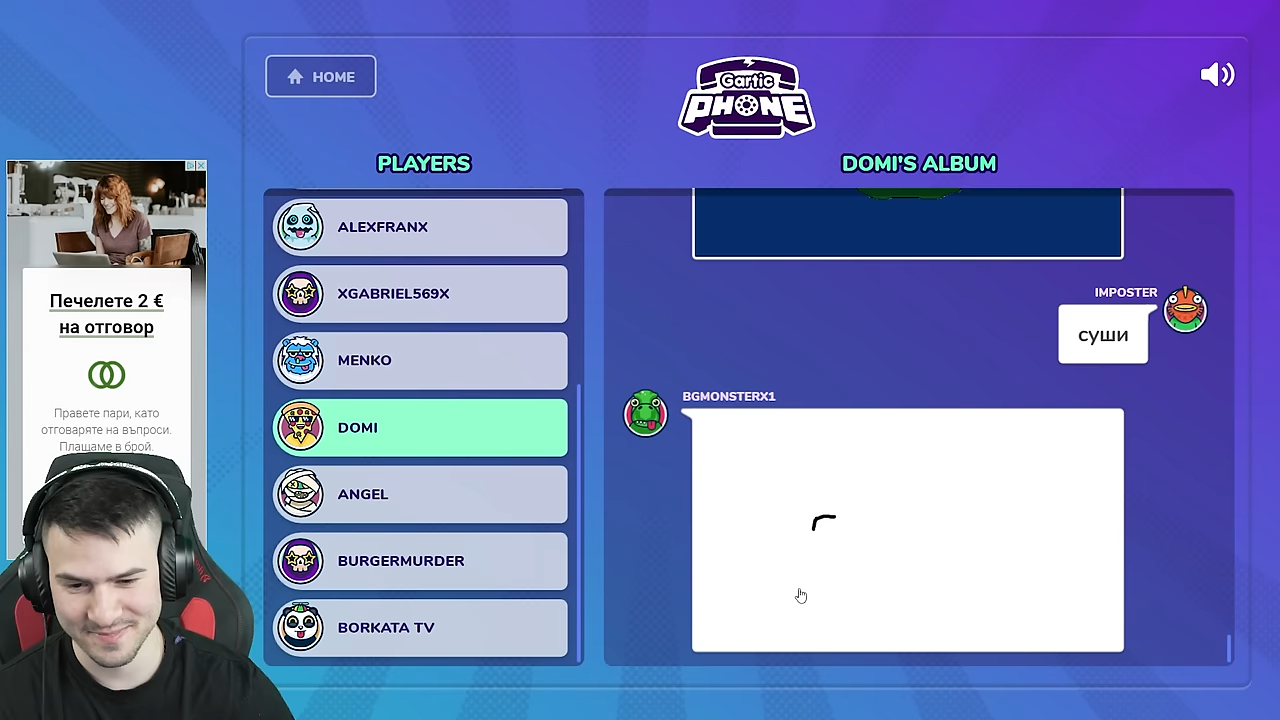 HOME
Gartic
PHONE
PLAYERS
DOMI'S ALBUM
ALEXFRANX
XGABRIEL569X
MENKO
DOMI
ANGEL
BURGERMURDER
BORKATA TV
IMPOSTER
суши
BGMONSTERX1
Печелете 2 €
на отговор
Правете пари, като
отговаряте на въпроси.
Плащаме в брой.